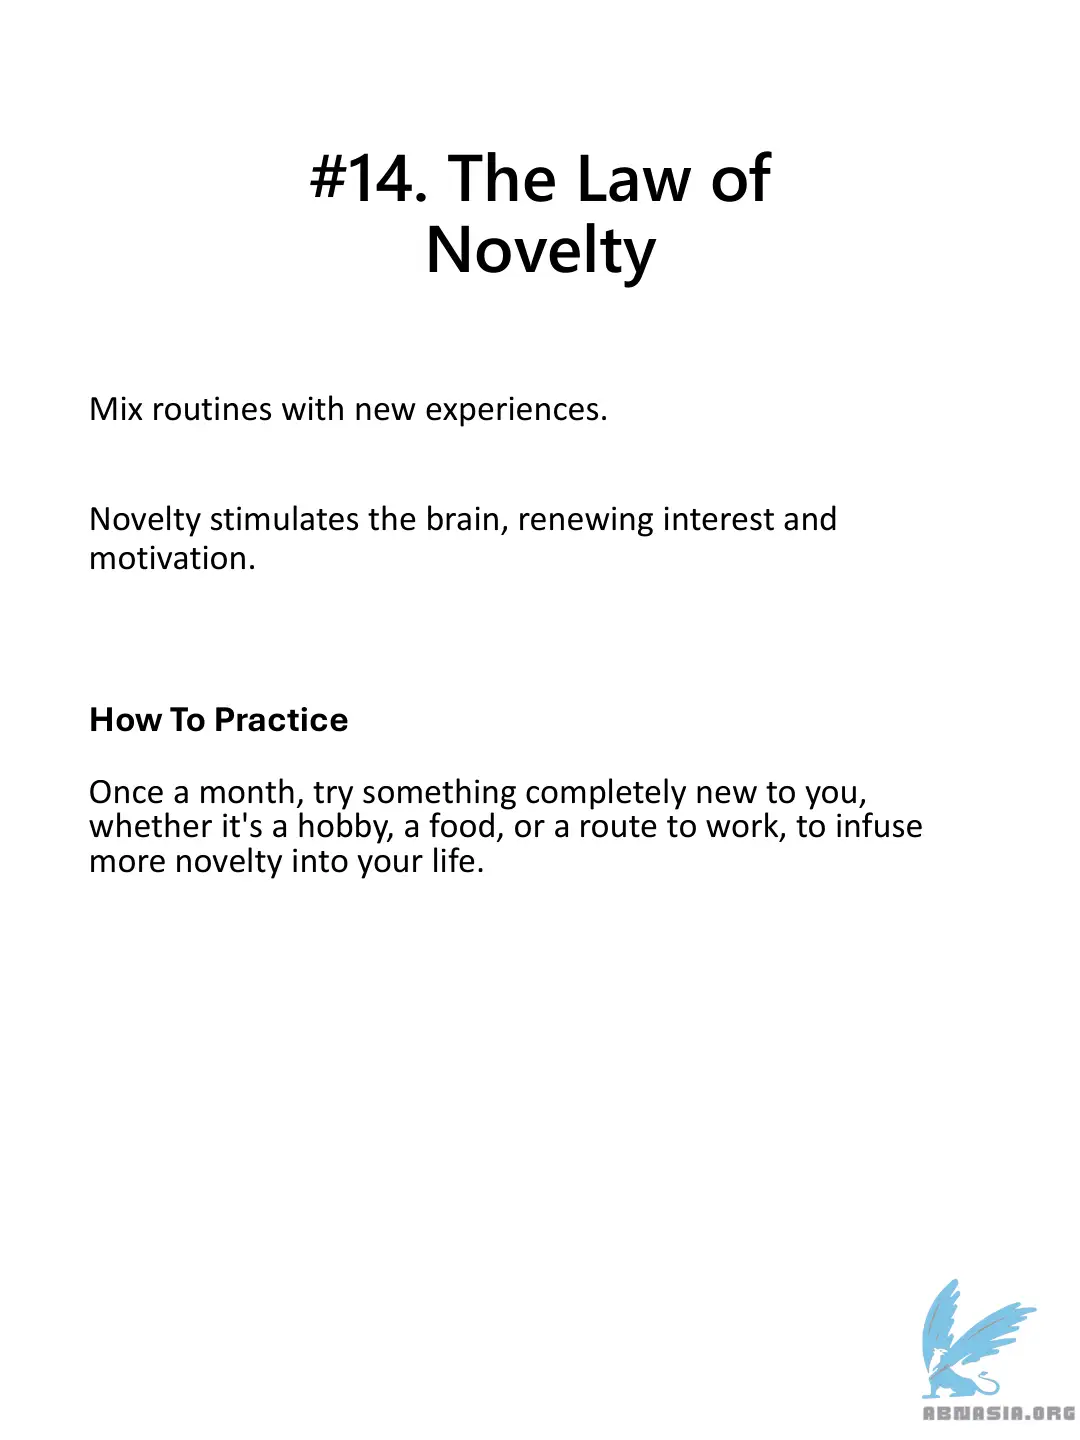 #14. The Law of
Novelty
Mix routines with new experiences.
Novelty stimulates the brain, renewing interest and
motivation.
How To Practice
Once a month, try something completely new to you,
whether it's a hobby, a food, or a route to work, to infuse
more novelty into your life.
ABNASIA.ORG